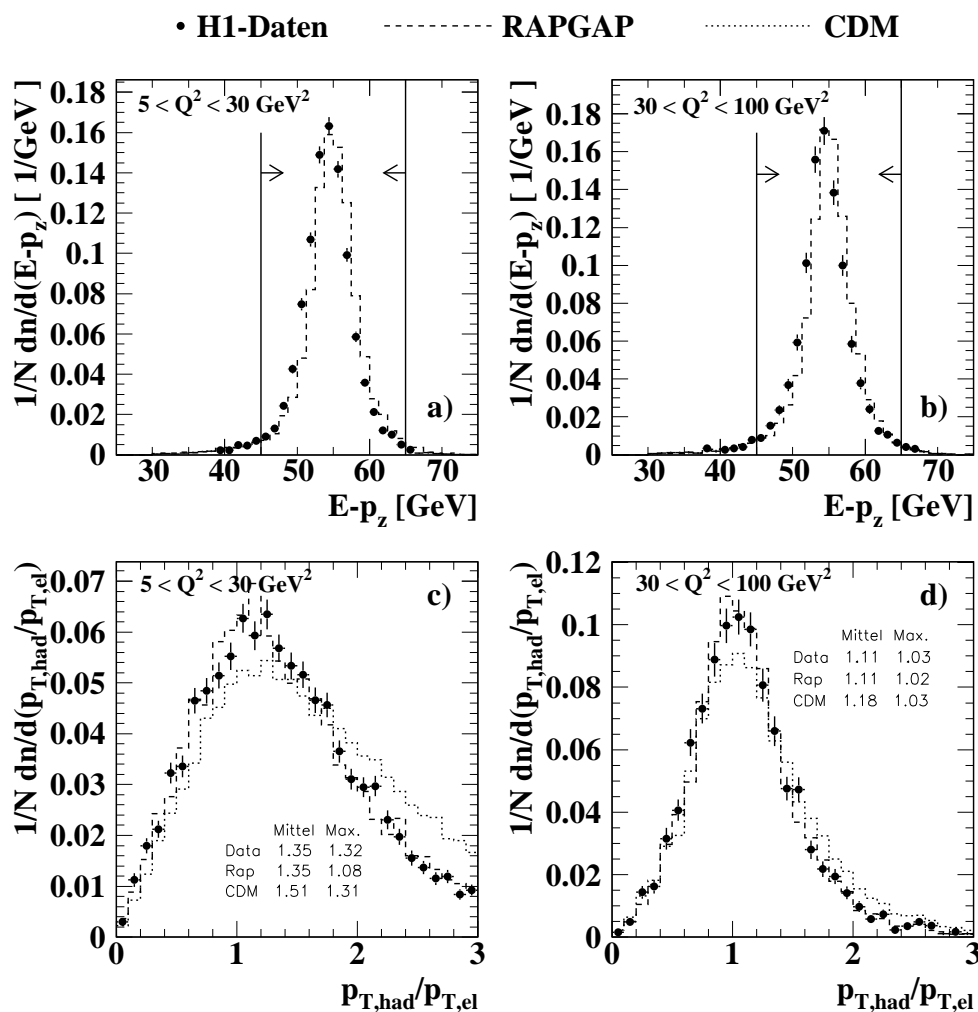 • H1-Daten ----- RAPGAP ········ CDM
1/N dn/d(E-p_z) [ 1/GeV]
5 < Q² < 30 GeV²
0.18
0.16
0.14
0.12
0.1
0.08
0.06
0.04
0.02
0
a)
30 40 50 60 70
E-p_z [GeV]
1/N dn/d(E-p_z) [ 1/GeV]
30 < Q² < 100 GeV²
0.18
0.16
0.14
0.12
0.1
0.08
0.06
0.04
0.02
0
b)
30 40 50 60 70
E-p_z [GeV]
1/N dn/d(p_T,had/p_T,el)
5 < Q² < 30 GeV²
c)
0.07
0.06
0.05
0.04
0.03
0.02
0.01
0
Mittel Max.
Data 1.35 1.32
Rap 1.35 1.08
CDM 1.51 1.31
0 1 2 3
p_T,had/p_T,el
1/N dn/d(p_T,had/p_T,el)
30 < Q² < 100 GeV²
d)
0.12
0.1
0.08
0.06
0.04
0.02
0
Mittel Max.
Data 1.11 1.03
Rap 1.11 1.02
CDM 1.18 1.03
0 1 2 3
p_T,had/p_T,el